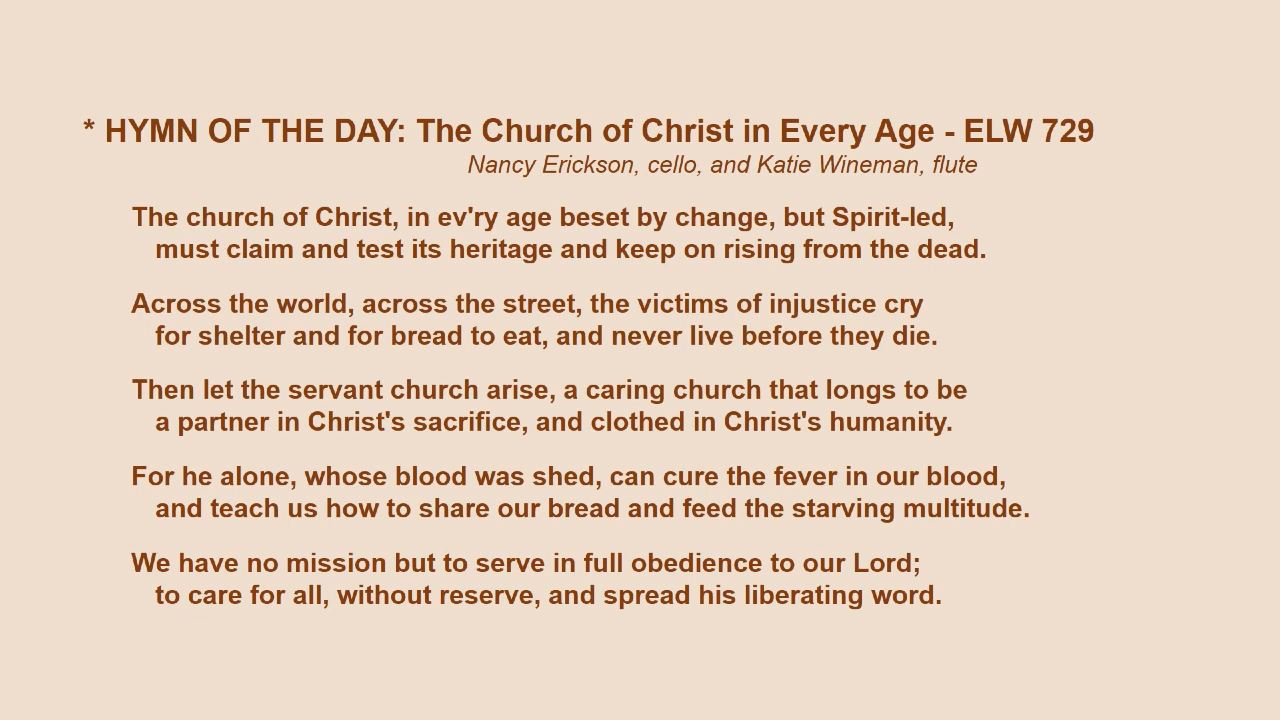 * HYMN OF THE DAY: The Church of Christ in Every Age - ELW 729
Nancy Erickson, cello, and Katie Wineman, flute
The church of Christ, in ev'ry age beset by change, but Spirit-led,
must claim and test its heritage and keep on rising from the dead.
Across the world, across the street, the victims of injustice cry
for shelter and for bread to eat, and never live before they die.
Then let the servant church arise, a caring church that longs to be
a partner in Christ's sacrifice, and clothed in Christ's humanity.
For he alone, whose blood was shed, can cure the fever in our blood,
and teach us how to share our bread and feed the starving multitude.
We have no mission but to serve in full obedience to our Lord;
to care for all, without reserve, and spread his liberating word.